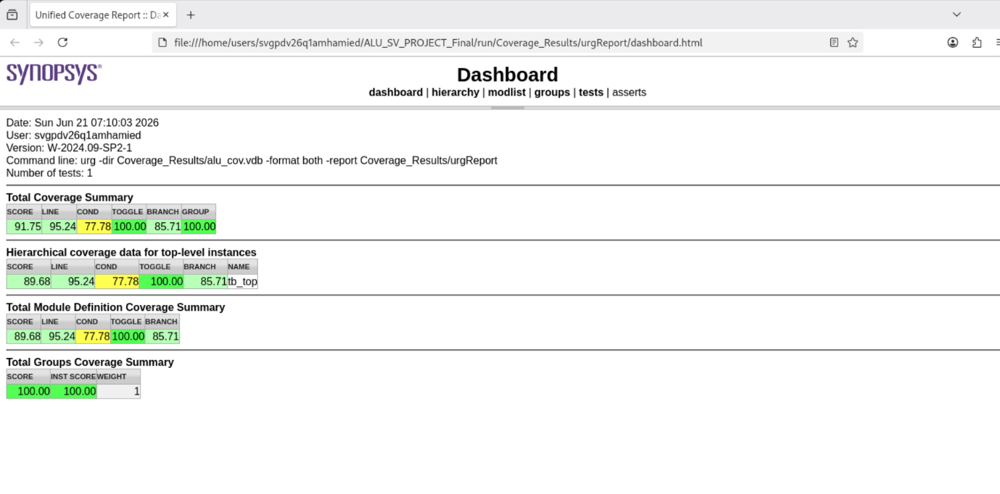 Unified Coverage Report :: Da
file:///home/users/svgpdv26q1amhamied/ALU_SV_PROJECT_Final/run/Coverage_Results/urgReport/dashboard.html
SYNOPSYS®
Dashboard
dashboard | hierarchy | modlist | groups | tests | asserts
Date: Sun Jun 21 07:10:03 2026
User: svgpdv26q1amhamied
Version: W-2024.09-SP2-1
Command line: urg -dir Coverage_Results/alu_cov.vdb -format both -report Coverage_Results/urgReport
Number of tests: 1
Total Coverage Summary
SCORE LINE COND TOGGLE BRANCH GROUP
91.75 95.24 77.78 100.00 85.71 100.00
Hierarchical coverage data for top-level instances
SCORE LINE COND TOGGLE BRANCH NAME
89.68 95.24 77.78 100.00 85.71 tb_top
Total Module Definition Coverage Summary
SCORE LINE COND TOGGLE BRANCH
89.68 95.24 77.78 100.00 85.71
Total Groups Coverage Summary
SCORE INST SCORE WEIGHT
100.00 100.00 1